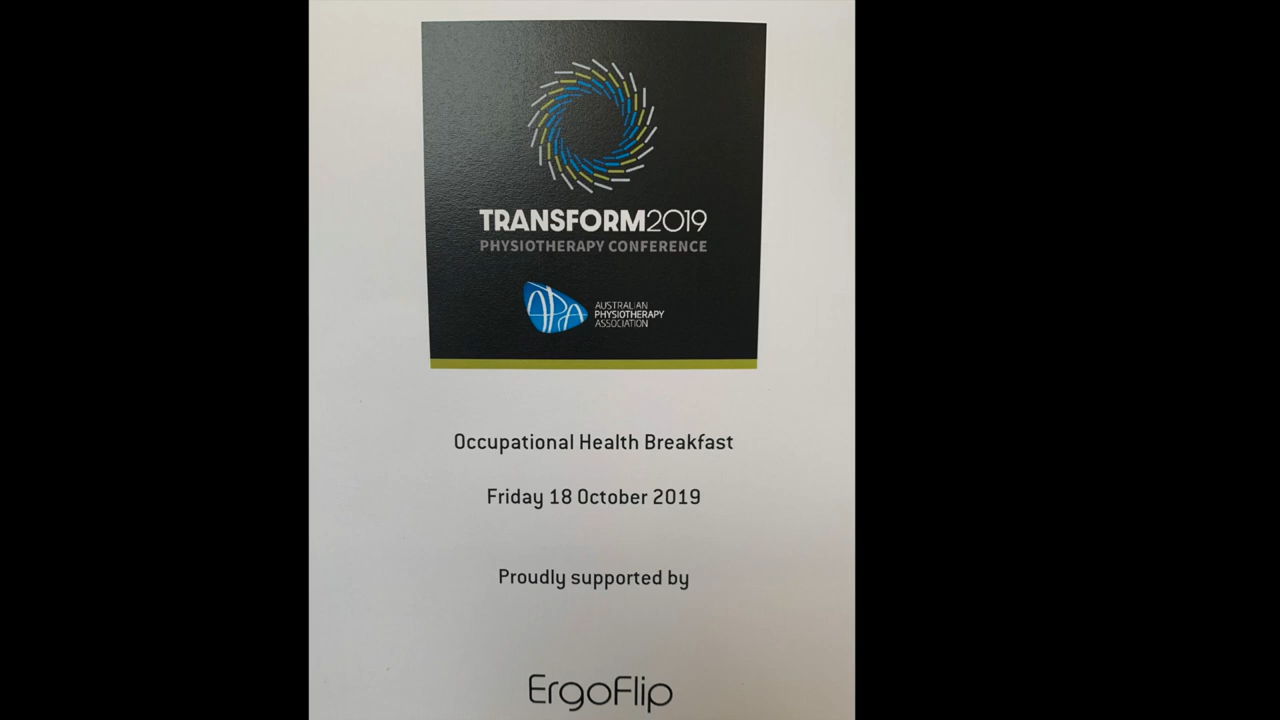 TRANSFORM2019
PHYSIOTHERAPY CONFERENCE
APA
AUSTRALIAN
PHYSIOTHERAPY
ASSOCIATION
Occupational Health Breakfast
Friday 18 October 2019
Proudly supported by
ErgoFlip